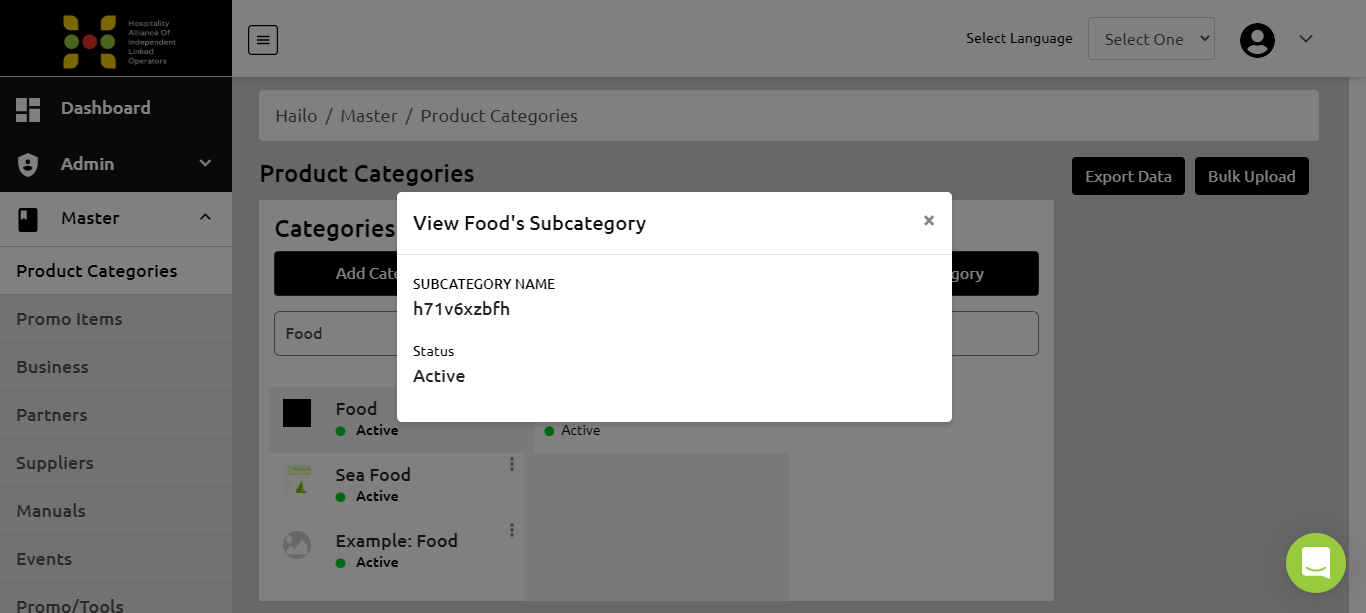 Hospitality
Alliance Of
Independent
Linked
Operators
Select Language
Select One
Dashboard
Admin
Master
Product Categories
Promo Items
Business
Partners
Suppliers
Manuals
Events
Promo/Tools
Hailo / Master / Product Categories
Product Categories
Export Data
Bulk Upload
Categories
Add Cate
gory
Food
View Food's Subcategory
×
SUBCATEGORY NAME
h71v6xzbfh
Status
Active
Food
Active
Active
Sea Food
Active
Example: Food
Active